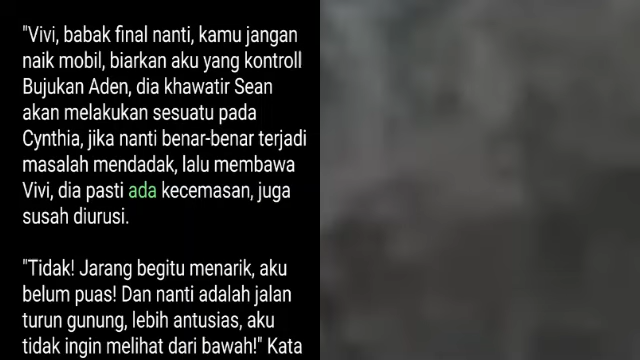 "Vivi, babak final nanti, kamu jangan
naik mobil, biarkan aku yang kontroll
Bujukan Aden, dia khawatir Sean
akan melakukan sesuatu pada
Cynthia, jika nanti benar-benar terjadi
masalah mendadak, lalu membawa
Vivi, dia pasti ada kecemasan, juga
susah diurusi.
"Tidak! Jarang begitu menarik, aku
belum puas! Dan nanti adalah jalan
turun gunung, lebih antusias, aku
tidak ingin melihat dari bawah!" Kata